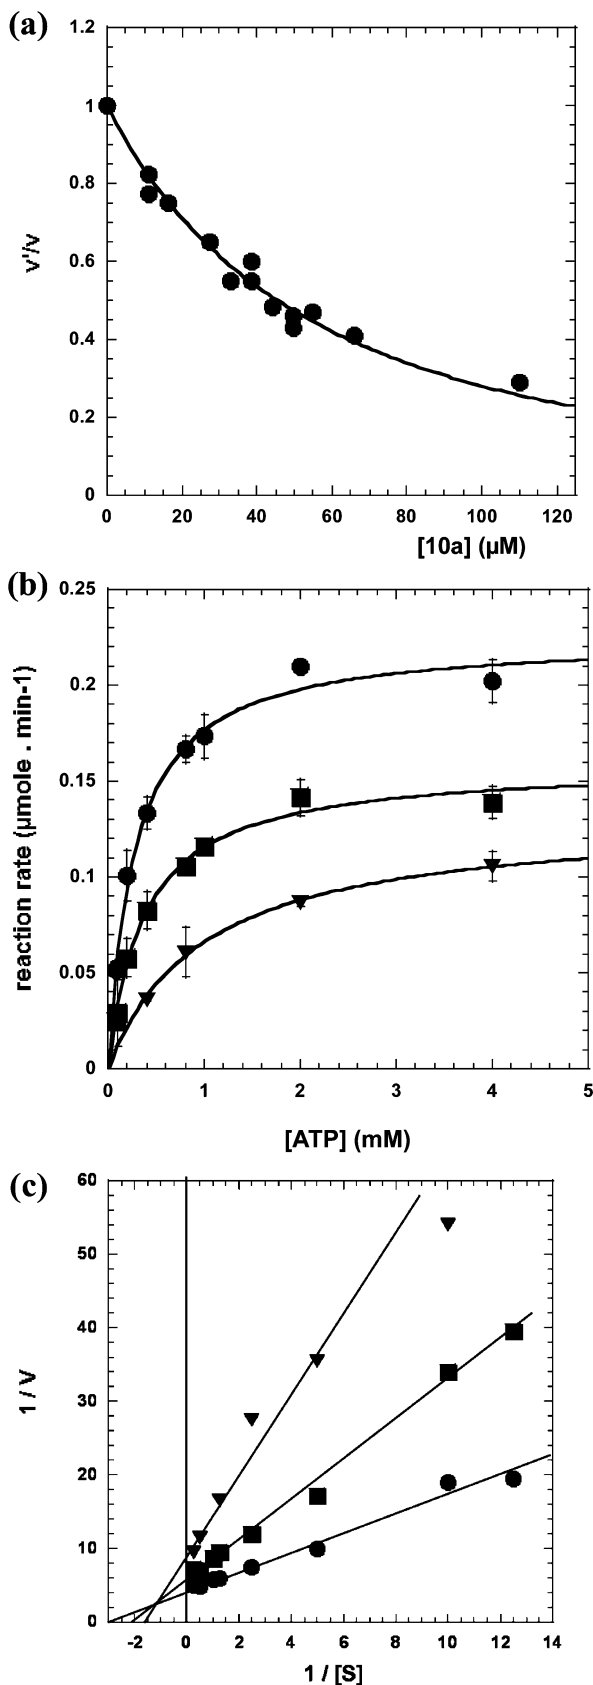 (a)
1.2
1
0.8
0.6
0.4
0.2
0
v'/v
0 20 40 60 80 100 120
[10a] (µM)
(b)
0.25
0.2
0.15
0.1
0.05
0
reaction rate (µmole . min-1)
0 1 2 3 4 5
[ATP] (mM)
(c)
60
50
40
30
20
10
0
1 / V
-2 0 2 4 6 8 10 12 14
1 / [S]